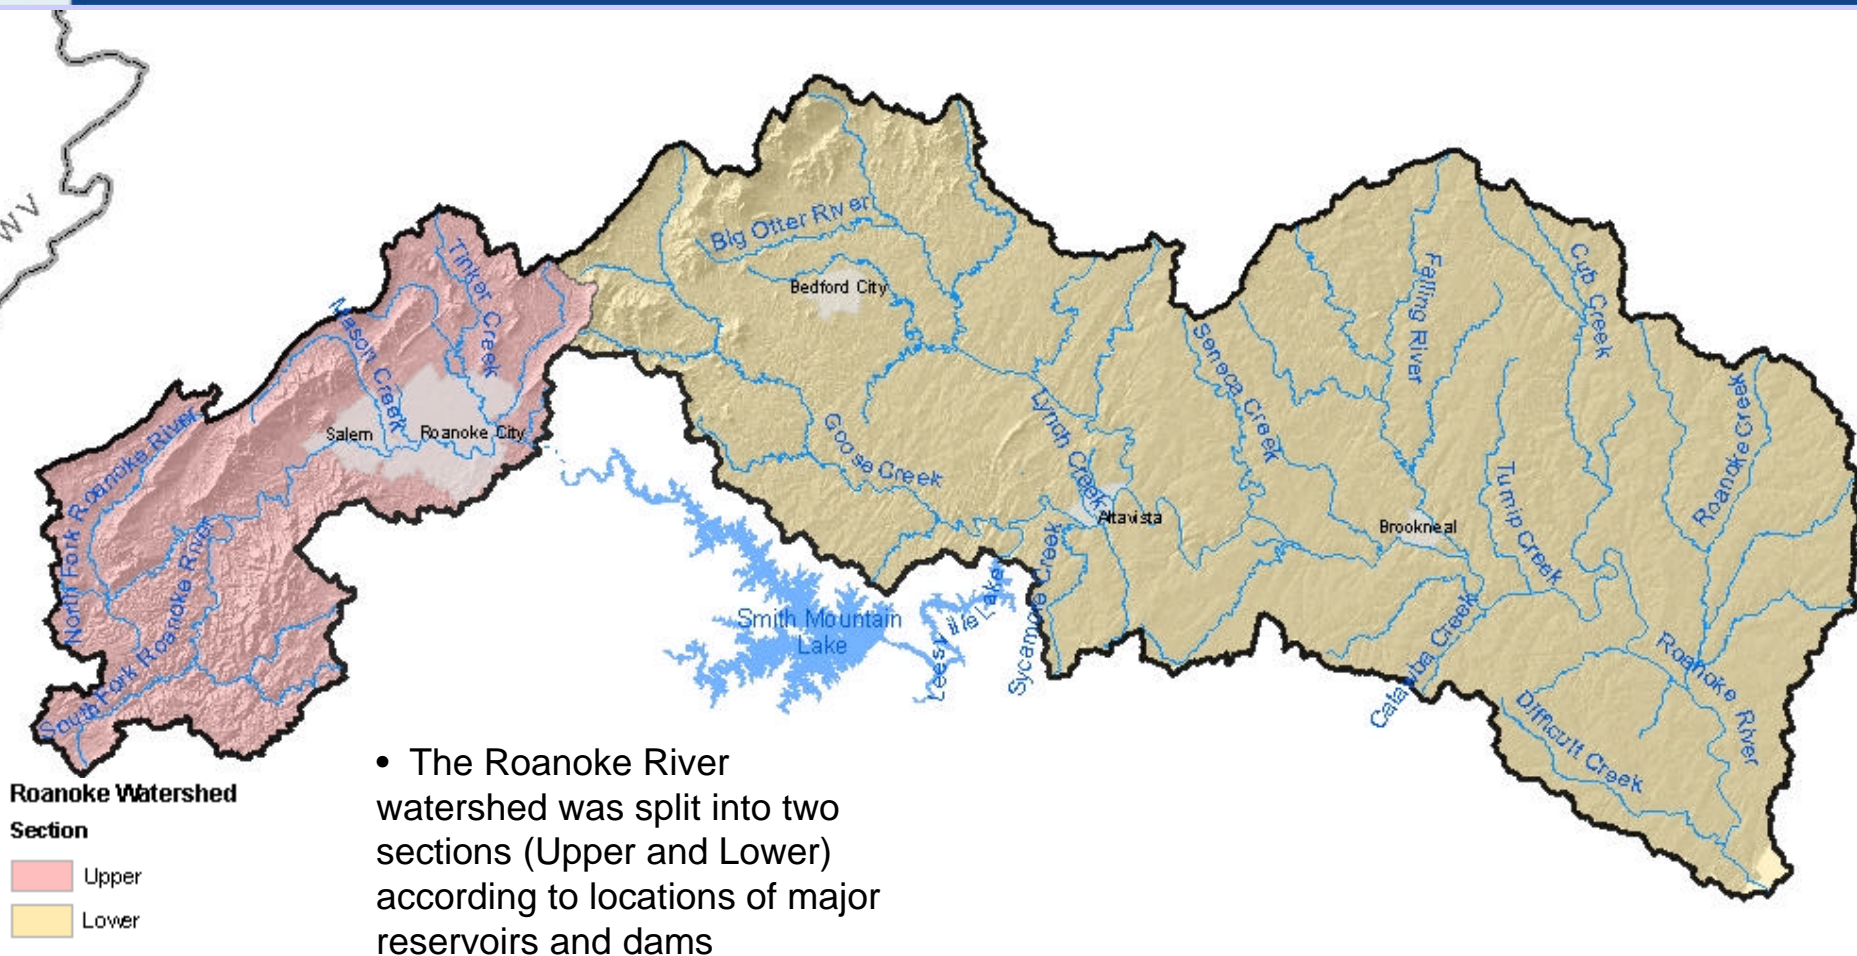 WV
Big Otter River
Tinker Creek
Bedford City
Falling River
Cub Creek
Mason Creek
Seneca Creek
Lynch Creek
Roanoke Creek
Salem
Roanoke City
Goose Creek
North Fork Roanoke River
Altavista
Brookneal
Turnip Creek
South Fork Roanoke River
Smith Mountain
Lake
Leesville Lake
Sycamore Creek
Catawba Creek
Roanoke River
Difficult Creek
Roanoke Watershed
Section
Upper
Lower
• The Roanoke River
watershed was split into two
sections (Upper and Lower)
according to locations of major
reservoirs and dams